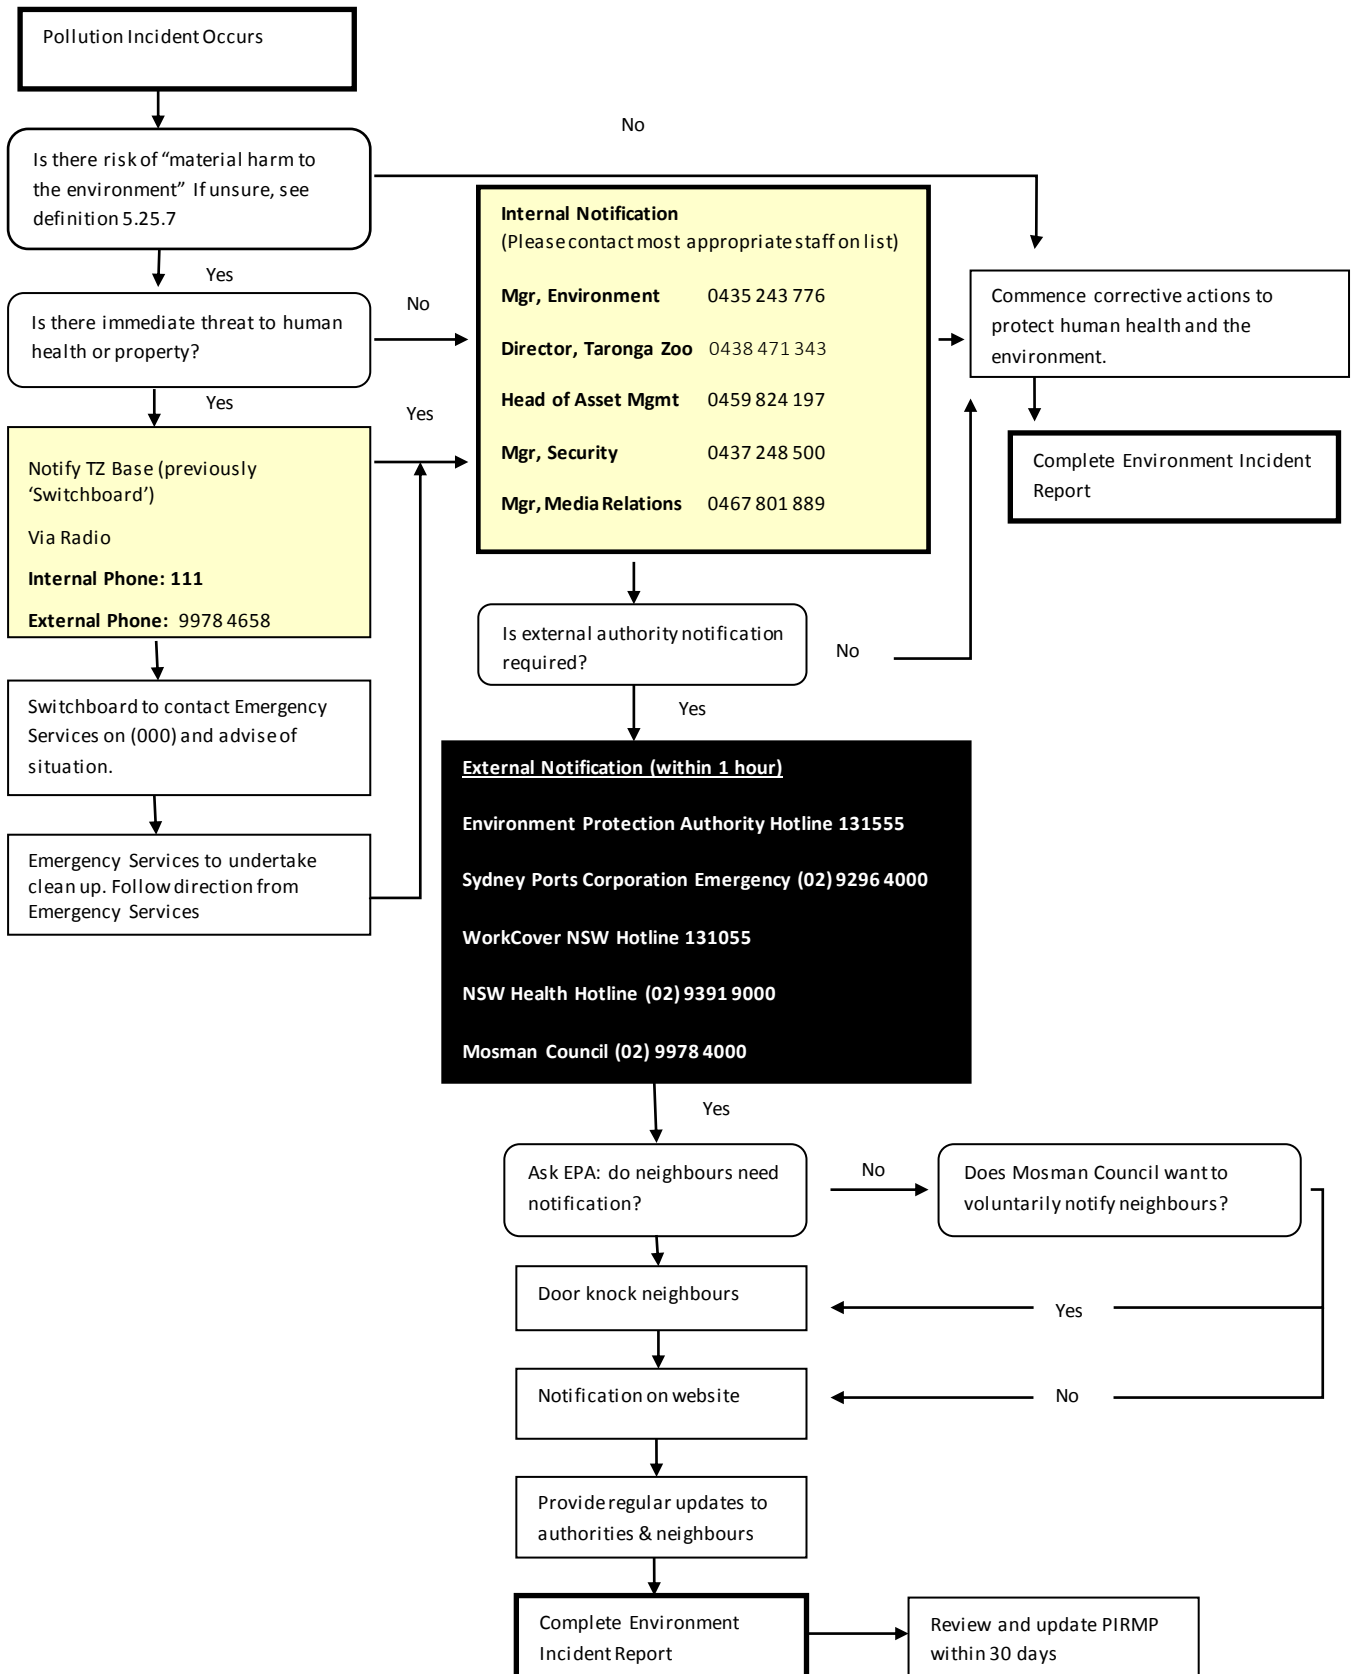 Pollution Incident Occurs
No
Is there risk of “material harm to
the environment” If unsure, see
definition 5.25.7
Yes
Is there immediate threat to human
health or property?
No
Yes
Notify TZ Base (previously
‘Switchboard’)
Via Radio
Internal Phone: 111
External Phone: 9978 4658
Yes
Switchboard to contact Emergency
Services on (000) and advise of
situation.
Emergency Services to undertake
clean up. Follow direction from
Emergency Services
Internal Notification
(Please contact most appropriate staff on list)
Mgr, Environment 0435 243 776
Director, Taronga Zoo 0438 471 343
Head of Asset Mgmt 0459 824 197
Mgr, Security 0437 248 500
Mgr, Media Relations 0467 801 889
Commence corrective actions to
protect human health and the
environment.
Complete Environment Incident
Report
Is external authority notification
required?
No
Yes
External Notification (within 1 hour)
Environment Protection Authority Hotline 131555
Sydney Ports Corporation Emergency (02) 9296 4000
WorkCover NSW Hotline 131055
NSW Health Hotline (02) 9391 9000
Mosman Council (02) 9978 4000
Yes
Ask EPA: do neighbours need
notification?
No
Does Mosman Council want to
voluntarily notify neighbours?
Door knock neighbours
Yes
Notification on website
No
Provide regular updates to
authorities & neighbours
Complete Environment
Incident Report
Review and update PIRMP
within 30 days